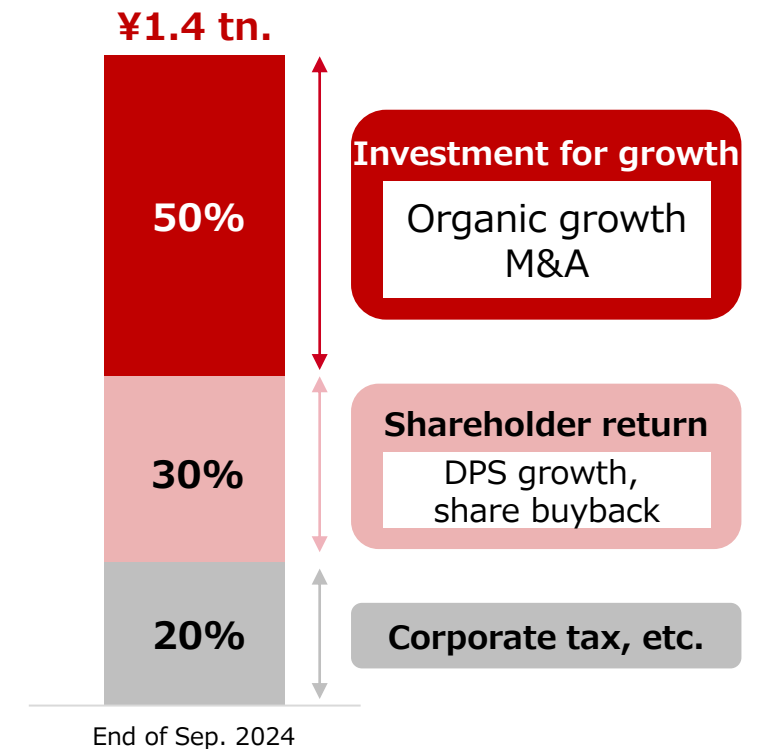 ¥1.4 tn.
50%
Investment for growth
Organic growth
M&A
30%
Shareholder return
DPS growth,
share buyback
20%
Corporate tax, etc.
End of Sep. 2024